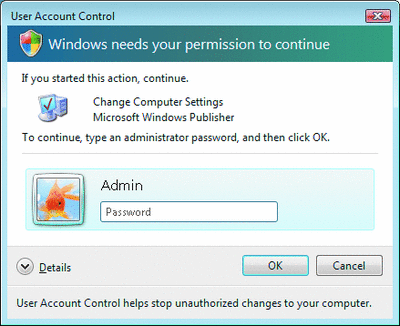 User Account Control
Windows needs your permission to continue
If you started this action, continue.
Change Computer Settings
Microsoft Windows Publisher
To continue, type an administrator password, and then click OK.
Admin
Password
Details
OK
Cancel
User Account Control helps stop unauthorized changes to your computer.